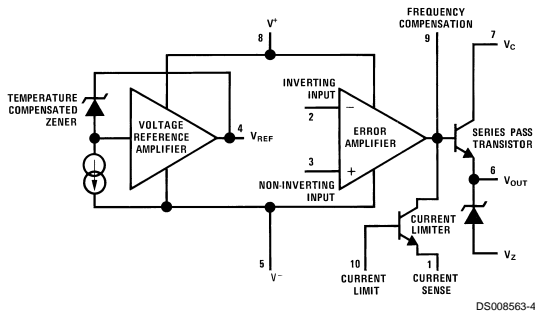 FREQUENCY
COMPENSATION
V+
8
9
7
VC
INVERTING
INPUT
2
TEMPERATURE
COMPENSATED
ZENER
VOLTAGE
REFERENCE
AMPLIFIER
4
VREF
ERROR
AMPLIFIER
SERIES PASS
TRANSISTOR
3
NON-INVERTING
INPUT
6
VOUT
CURRENT
LIMITER
5
V−
10
CURRENT
LIMIT
1
CURRENT
SENSE
VZ
DS008563-4